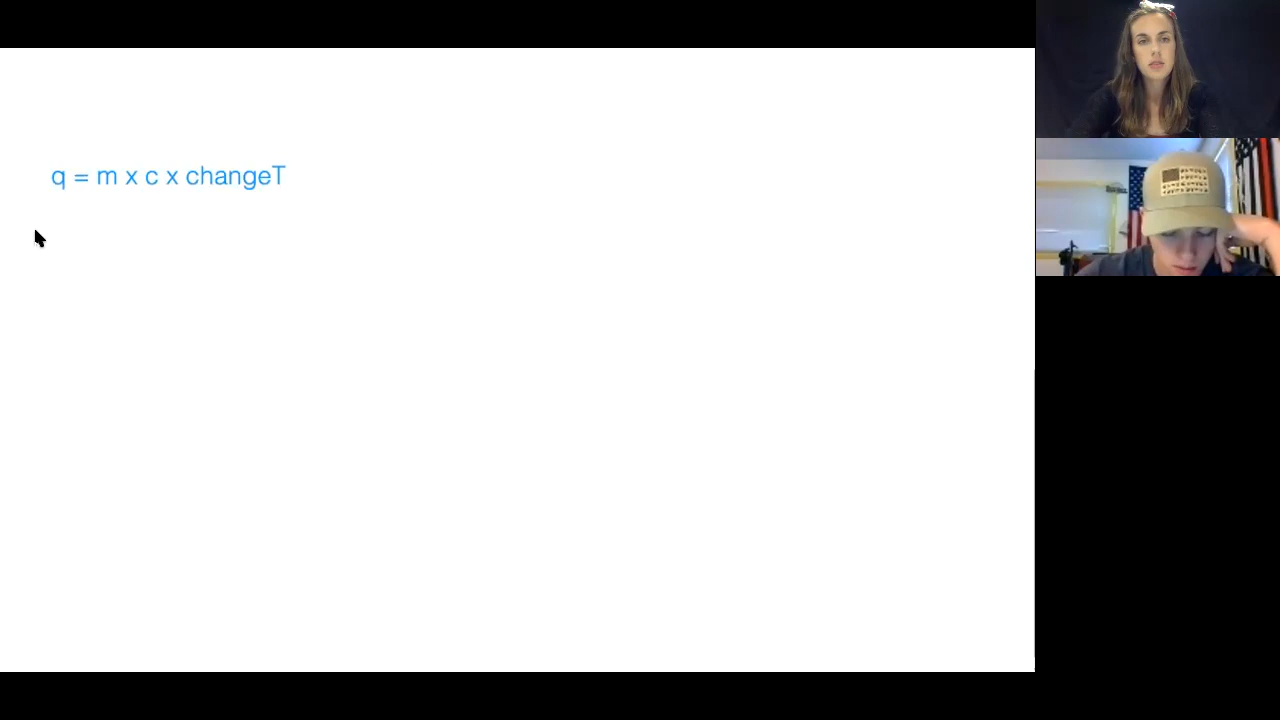 q = m x c x changeT